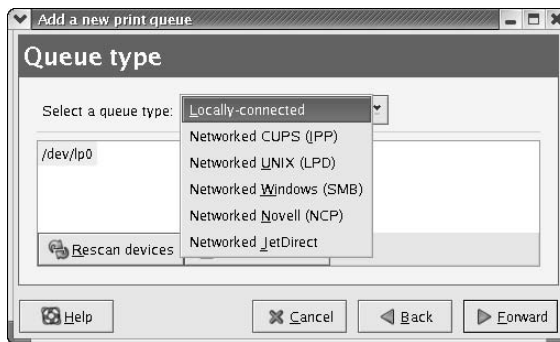 Add a new print queue
Queue type
Select a queue type:
Locally-connected
Networked CUPS (IPP)
Networked UNIX (LPD)
Networked Windows (SMB)
Networked Novell (NCP)
Networked JetDirect
/dev/lp0
Rescan devices
Help
Cancel
Back
Forward